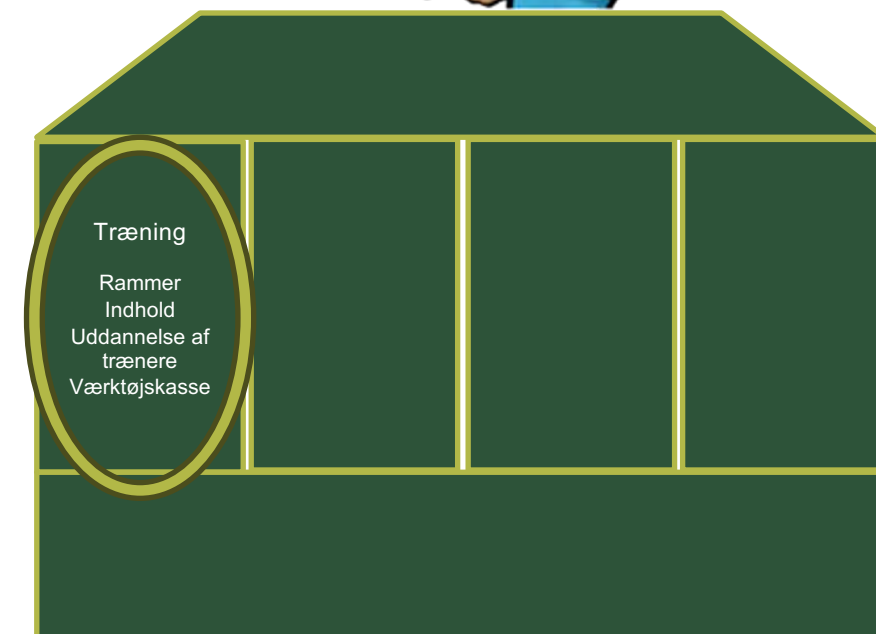 Træning
Rammer
Indhold
Uddannelse af
trænere
Værktøjskasse